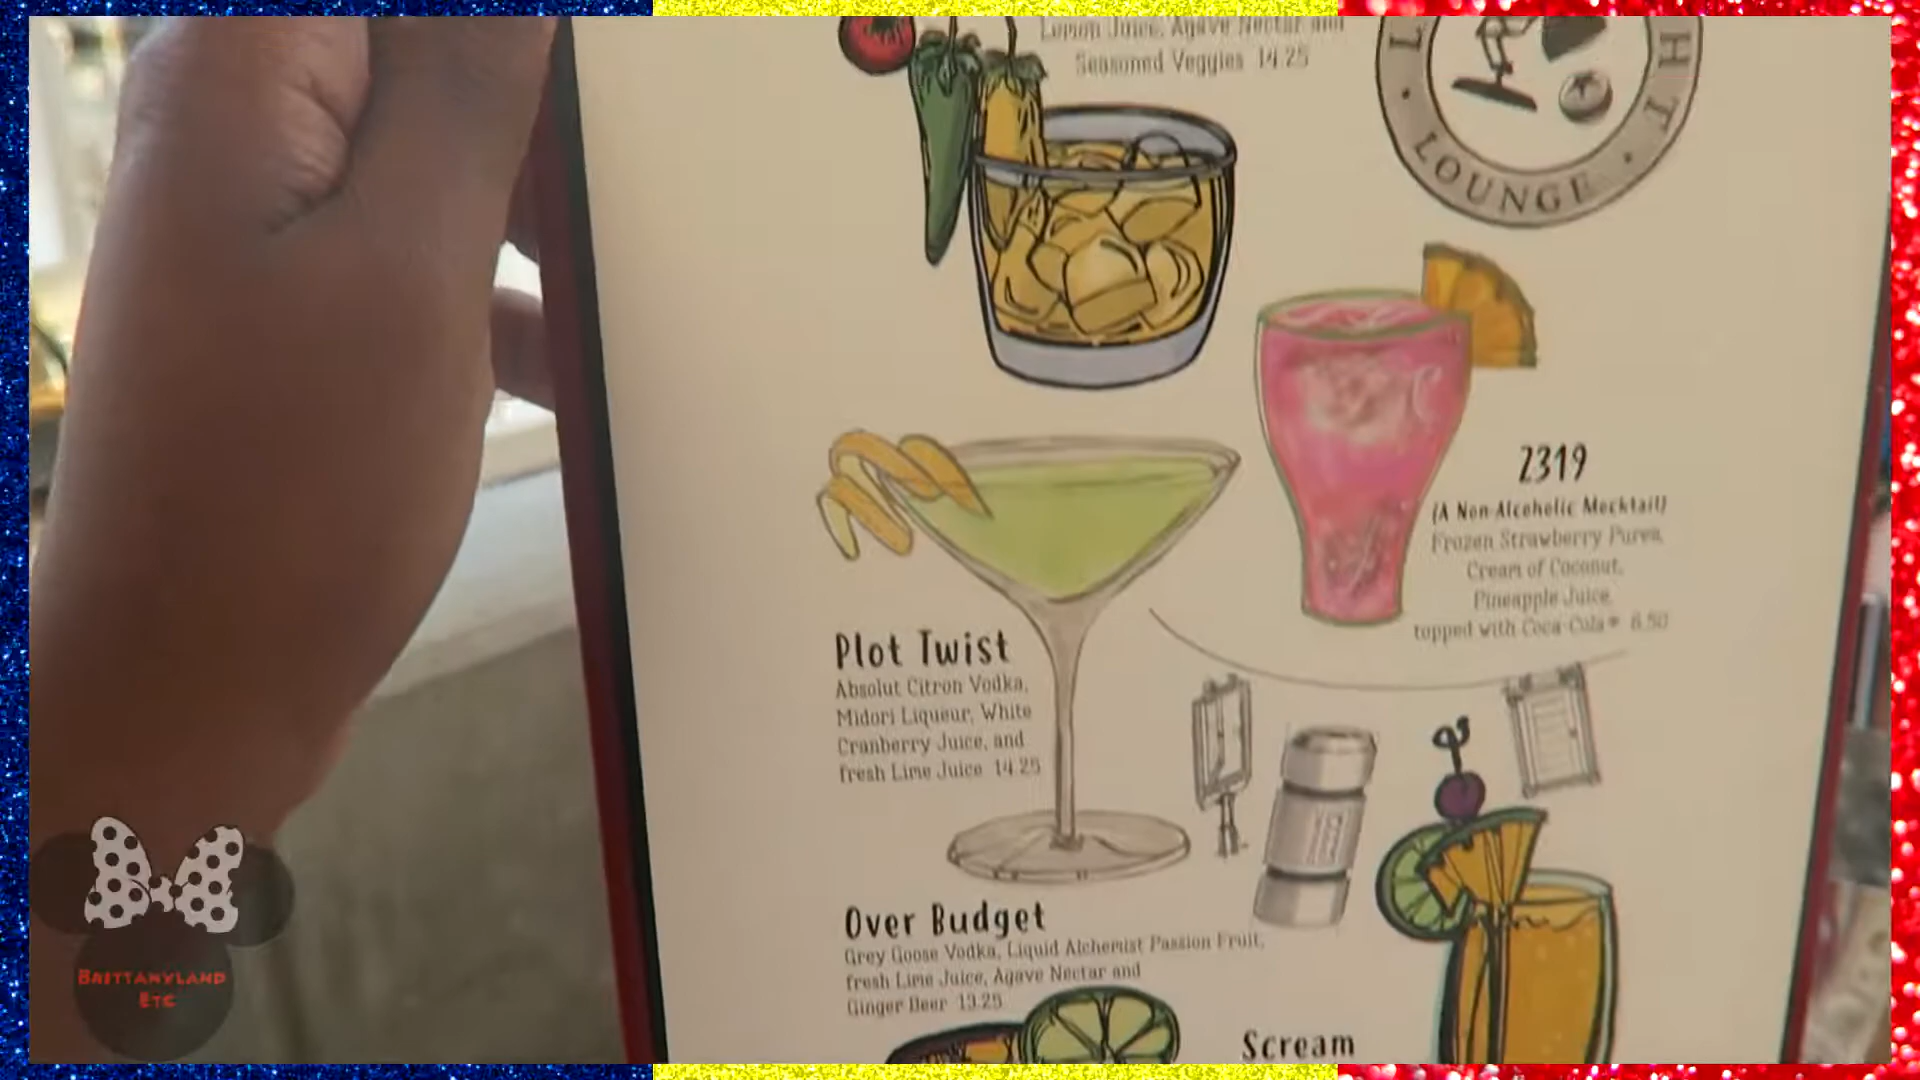 Lemon Juice, Agave Nectar and
Seasoned Veggies 14.25
LOUNGE
2319
(A Non-Alcoholic Mocktail)
Frozen Strawberry Puree,
Cream of Coconut,
Pineapple Juice,
topped with Coca-Cola® 6.50
Plot Twist
Absolut Citron Vodka,
Midori Liqueur, White
Cranberry Juice, and
fresh Lime Juice 14.25
Over Budget
Grey Goose Vodka, Liquid Alchemist Passion Fruit,
fresh Lime Juice, Agave Nectar and
Ginger Beer 13.25
Scream
BRITTANYLAND
ETC